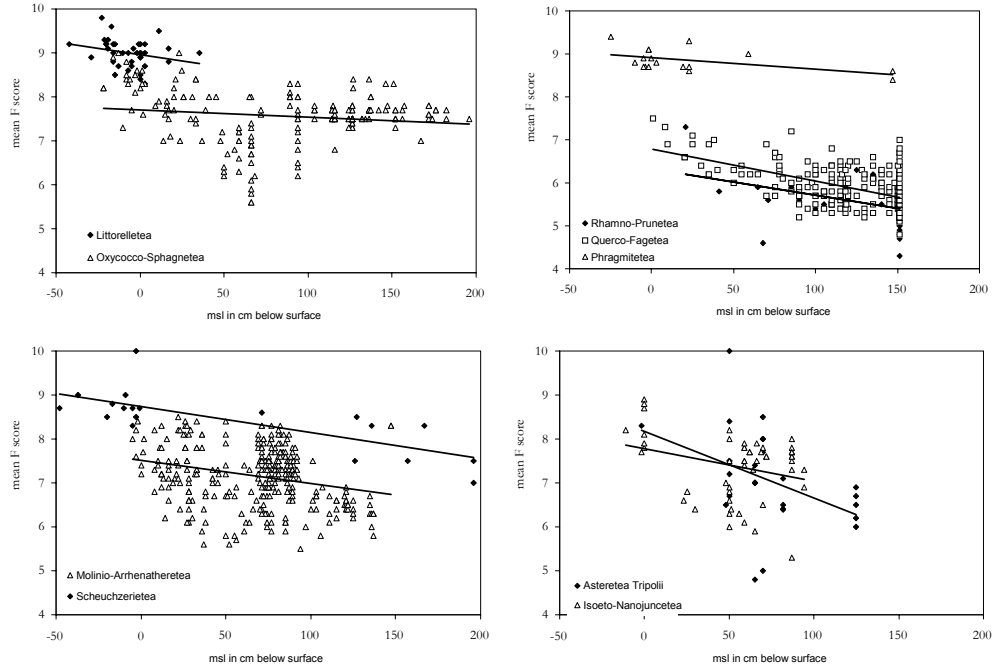 10
9
8
7
6
5
4
-50 0 50 100 150 200
mean F score
msl in cm below surface
Littorelletea
Oxycocco-Sphagnetea
10
9
8
7
6
5
4
-50 0 50 100 150 200
mean F score
msl in cm below surface
Rhamno-Prunetea
Querco-Fagetea
Phragmitetea
10
9
8
7
6
5
4
-50 0 50 100 150 200
mean F score
msl in cm below surface
Molinio-Arrhenatheretea
Scheuchzerietea
10
9
8
7
6
5
4
-50 0 50 100 150 200
mean F score
msl in cm below surface
Asteretea Tripolii
Isoeto-Nanojuncetea